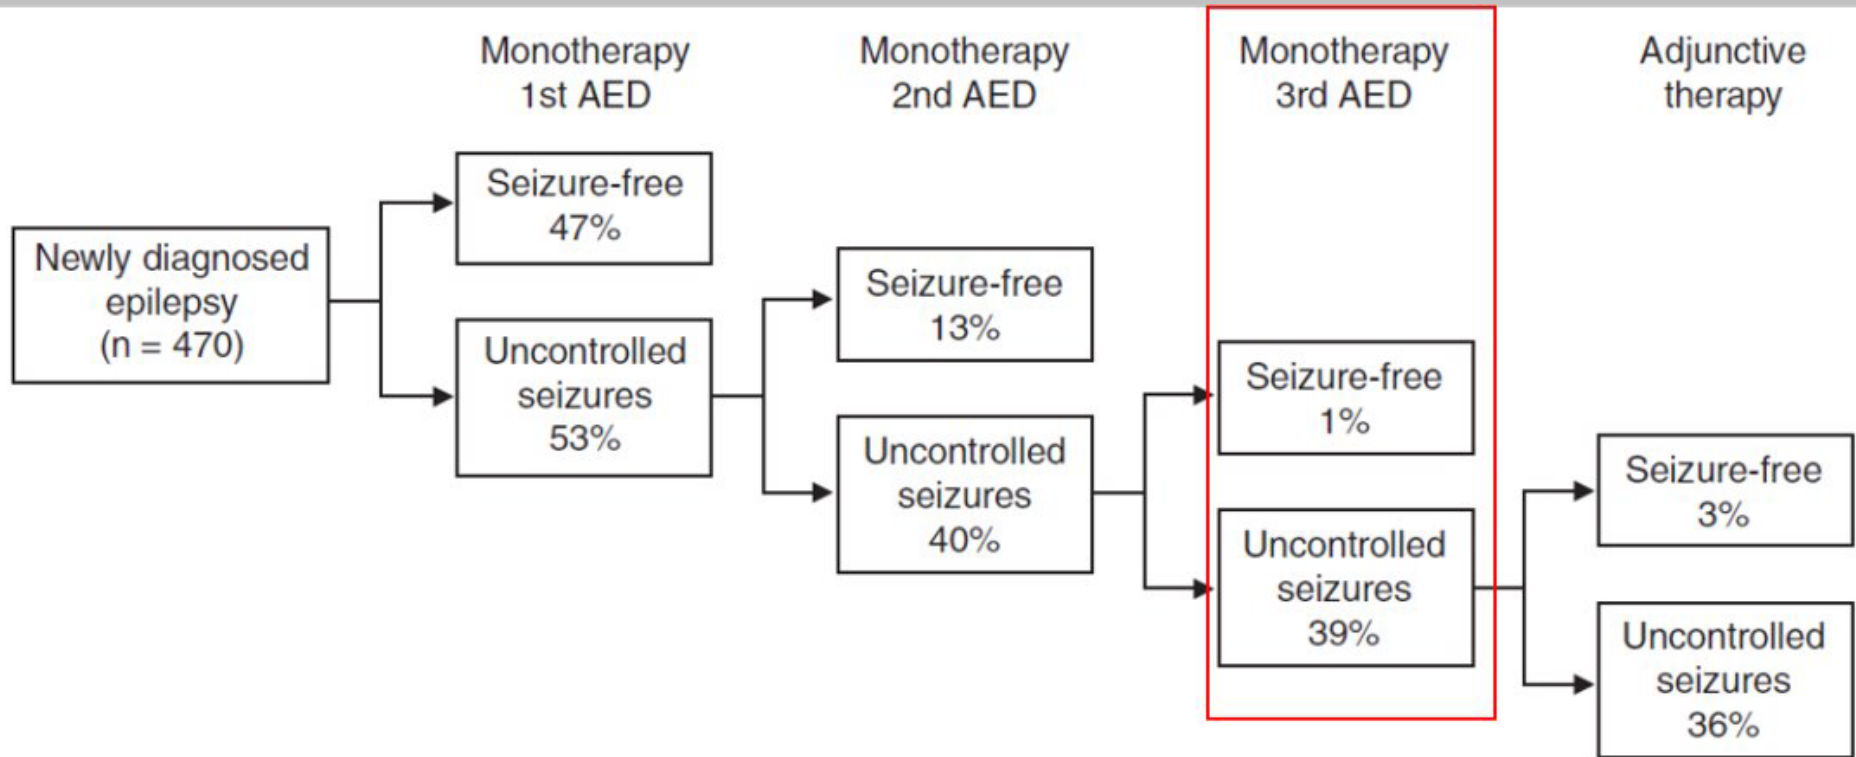 Monotherapy
1st AED
Monotherapy
2nd AED
Monotherapy
3rd AED
Adjunctive
therapy
Newly diagnosed
epilepsy
(n = 470)
Seizure-free
47%
Uncontrolled
seizures
53%
Seizure-free
13%
Uncontrolled
seizures
40%
Seizure-free
1%
Uncontrolled
seizures
39%
Seizure-free
3%
Uncontrolled
seizures
36%